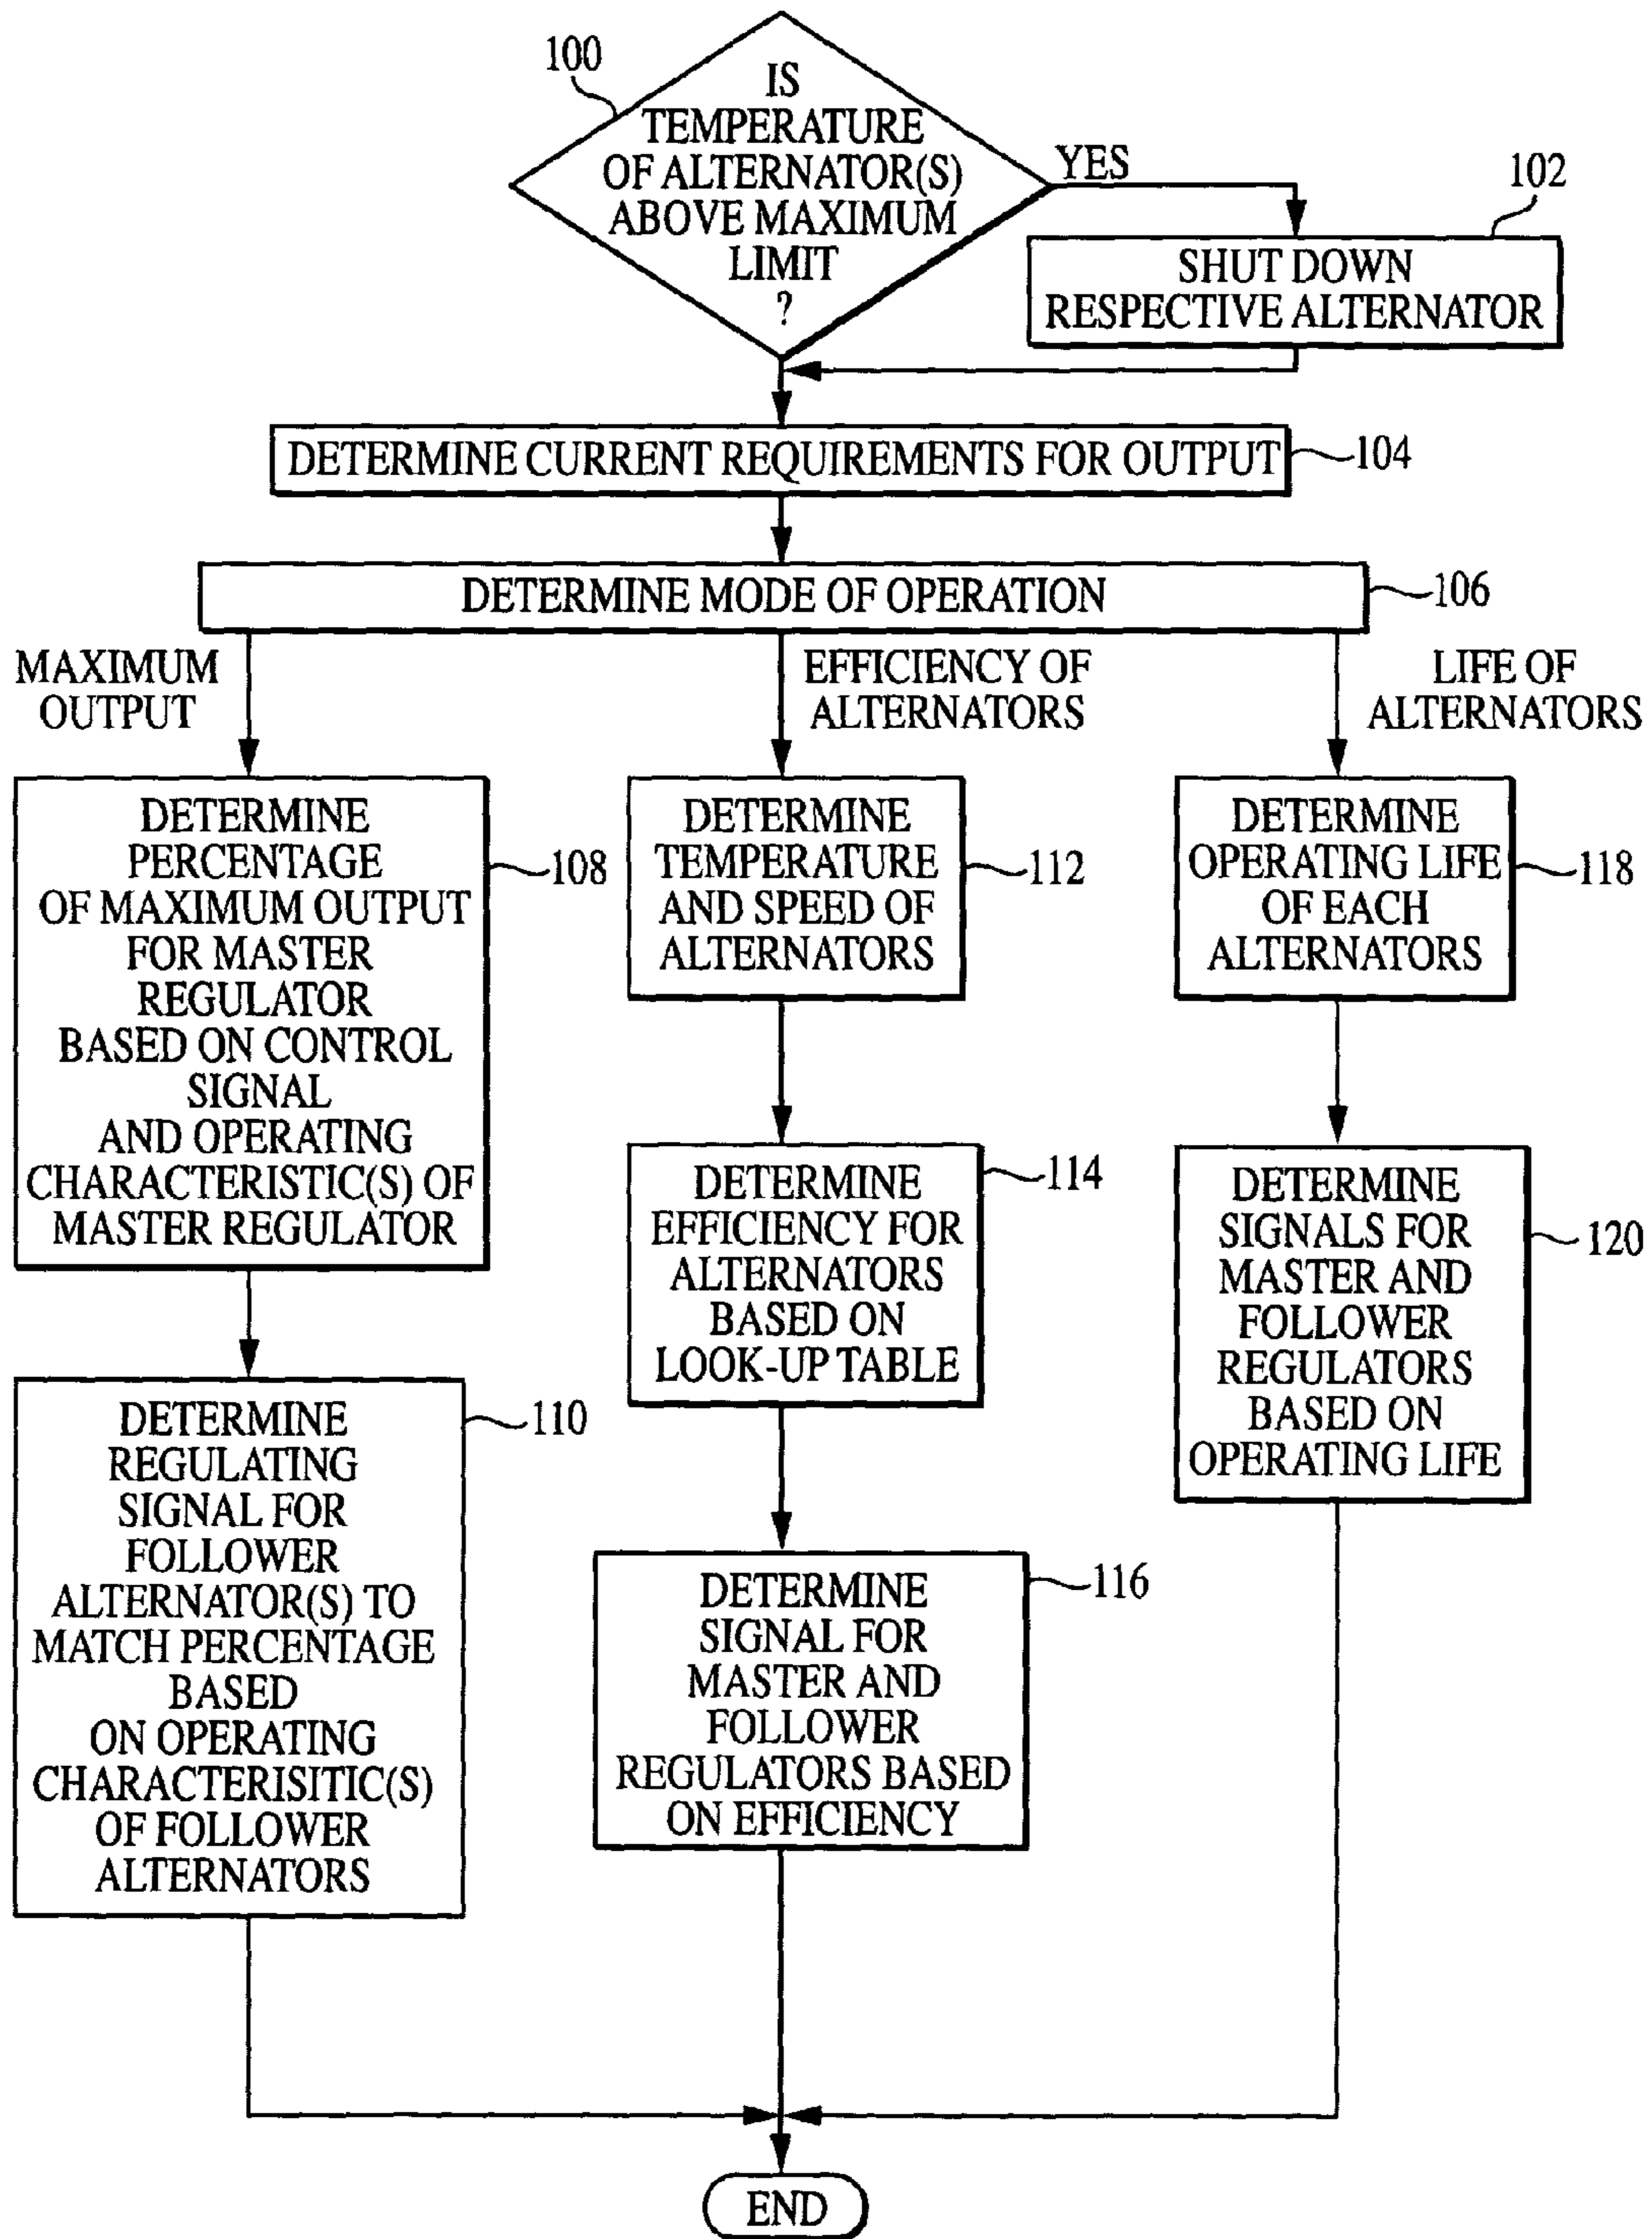 100
IS
TEMPERATURE
OF ALTERNATOR(S)
ABOVE MAXIMUM
LIMIT
?
YES
102
SHUT DOWN
RESPECTIVE ALTERNATOR
DETERMINE CURRENT REQUIREMENTS FOR OUTPUT
104
DETERMINE MODE OF OPERATION
106
MAXIMUM
OUTPUT
EFFICIENCY OF
ALTERNATORS
LIFE OF
ALTERNATORS
DETERMINE
PERCENTAGE
OF MAXIMUM OUTPUT
FOR MASTER
REGULATOR
BASED ON CONTROL
SIGNAL
AND OPERATING
CHARACTERISTIC(S) OF
MASTER REGULATOR
108
DETERMINE
REGULATING
SIGNAL FOR
FOLLOWER
ALTERNATOR(S) TO
MATCH PERCENTAGE
BASED
ON OPERATING
CHARACTERISITIC(S)
OF FOLLOWER
ALTERNATORS
110
DETERMINE
TEMPERATURE
AND SPEED OF
ALTERNATORS
112
DETERMINE
EFFICIENCY FOR
ALTERNATORS
BASED ON
LOOK-UP TABLE
114
DETERMINE
SIGNAL FOR
MASTER AND
FOLLOWER
REGULATORS BASED
ON EFFICIENCY
116
DETERMINE
OPERATING LIFE
OF EACH
ALTERNATORS
118
DETERMINE
SIGNALS FOR
MASTER AND
FOLLOWER
REGULATORS
BASED ON
OPERATING LIFE
120
END